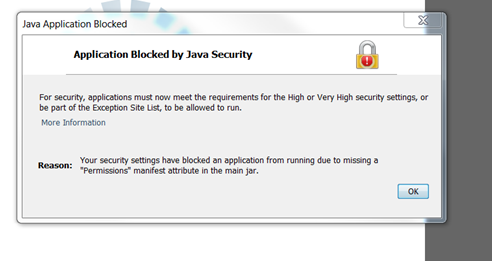 Java Application Blocked
Application Blocked by Java Security
For security, applications must now meet the requirements for the High or Very High security settings, or
be part of the Exception Site List, to be allowed to run.
More Information
Reason: Your security settings have blocked an application from running due to missing a
"Permissions" manifest attribute in the main jar.
OK